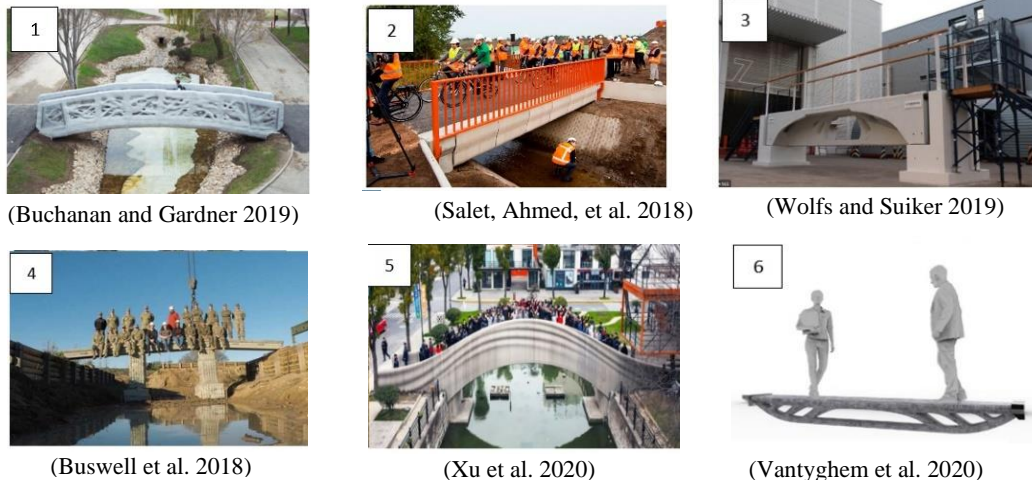 1
2
3
(Buchanan and Gardner 2019)
(Salet, Ahmed, et al. 2018)
(Wolfs and Suiker 2019)
4
5
6
(Buswell et al. 2018)
(Xu et al. 2020)
(Vantyghem et al. 2020)